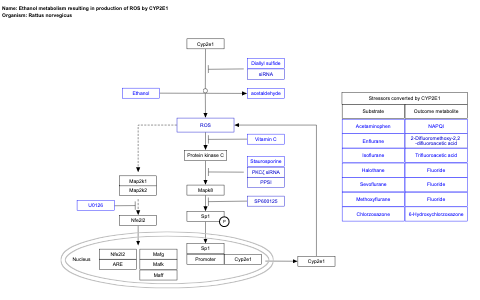 Name: Ethanol metabolism resulting in production of ROS by CYP2E1
Organism: Rattus norvegicus
Cyp2e1
Diallyl sulfide
siRNA
Ethanol
acetaldehyde
ROS
Vitamin C
Protein kinase C
Staurosporine
PKCζ siRNA
PPSI
Map2k1
Map2k2
Mapk8
U0126
SP600125
Nfe2l2
Sp1
P
Nucleus
Nfe2l2
ARE
Mafg
Mafk
Maff
Sp1
Promoter
Cyp2e1
Cyp2e1
Stressors converted by CYP2E1
Substrate
Outcome metabolite
Acetaminophen
NAPQI
Enflurane
2-Difluoromethoxy-2,2
-difluoroacetic acid
Isoflurane
Trifluoroacetic acid
Halothane
Fluoride
Sevoflurane
Fluoride
Methoxyflurane
Fluoride
Chlorzoxazone
6-Hydroxychlorzoxazone